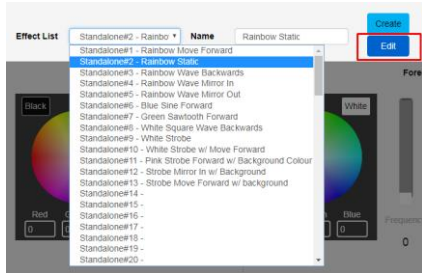 Create
Effect List Standalone#2 - Rainbo Name Rainbow Static
Edit
Standalone#1 - Rainbow Move Forward
Standalone#2 - Rainbow Static
Standalone#3 - Rainbow Wave Backwards
Standalone#4 - Rainbow Wave Mirror In
Standalone#5 - Rainbow Wave Mirror Out
Standalone#6 - Blue Sine Forward
Standalone#7 - Green Sawtooth Forward
Standalone#8 - White Square Wave Backwards
Standalone#9 - White Strobe
Standalone#10 - White Strobe w/ Move Forward
Standalone#11 - Pink Strobe Forward w/ Background Colour
Standalone#12 - Strobe Mirror In w/ Background
Standalone#13 - Strobe Move Forward w/ background
Standalone#14 -
Standalone#15 -
Standalone#16 -
Standalone#17 -
Standalone#18 -
Standalone#19 -
Standalone#20 -
Fore
Black White
Red Blue
Frequenc
0 0 0